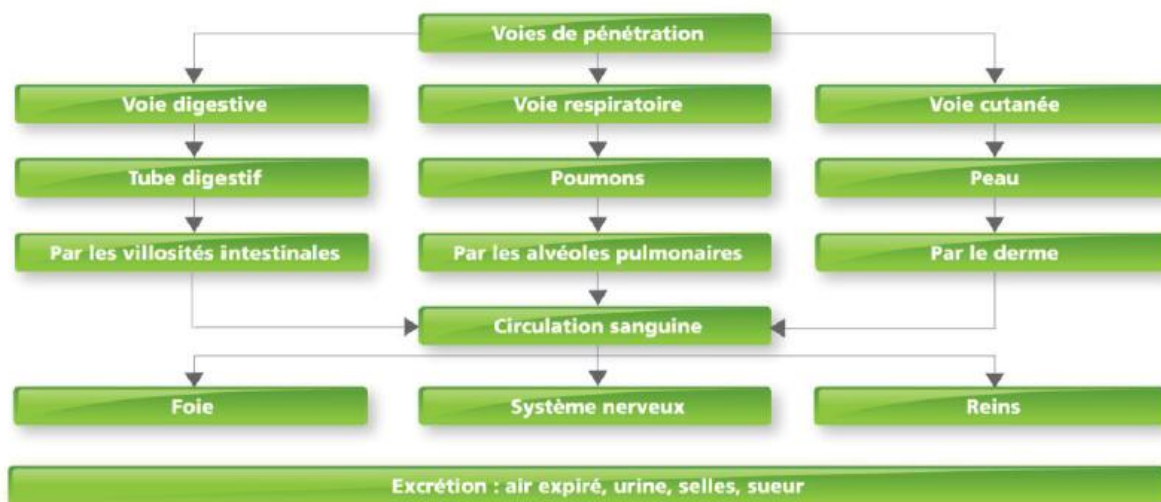 Voies de pénétration
Voie digestive
Voie respiratoire
Voie cutanée
Tube digestif
Poumons
Peau
Par les villosités intestinales
Par les alvéoles pulmonaires
Par le derme
Circulation sanguine
Foie
Système nerveux
Reins
Excrétion : air expiré, urine, selles, sueur